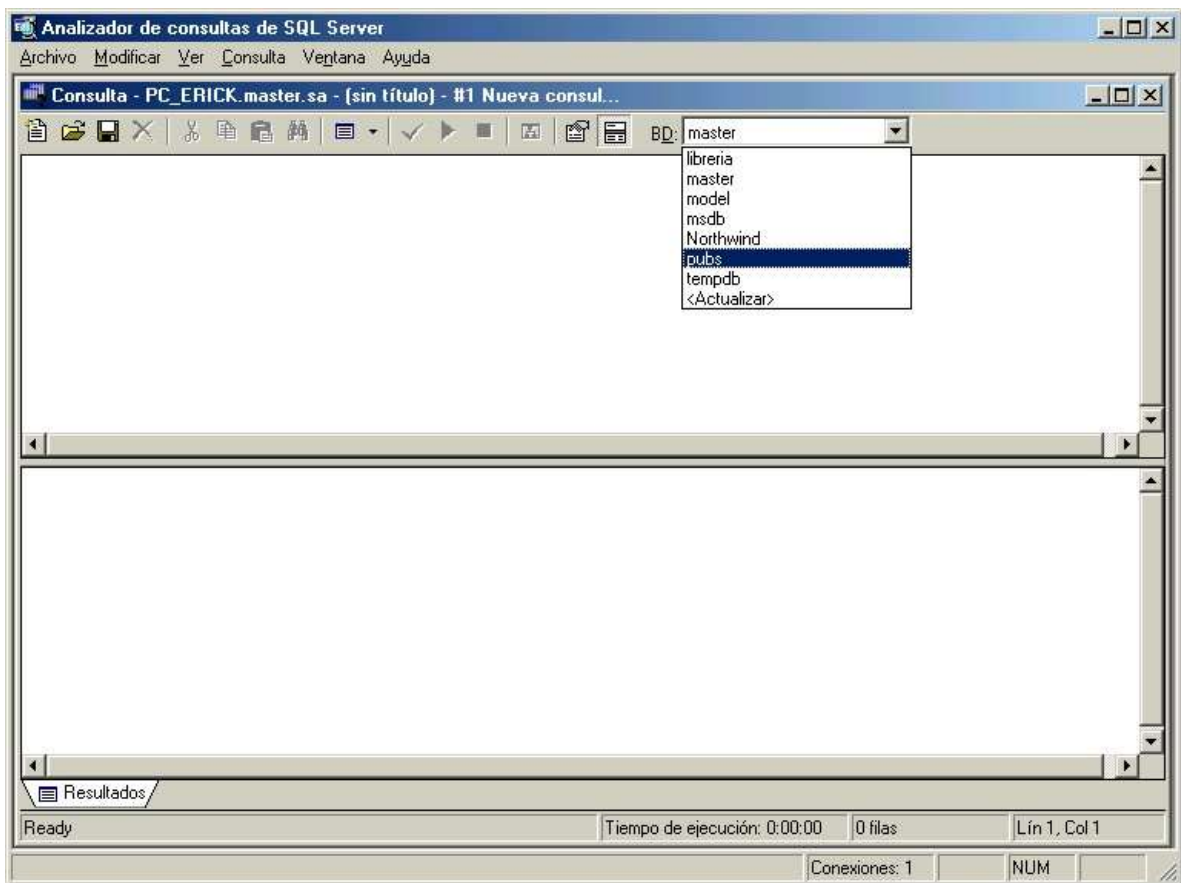 Analizador de consultas de SQL Server
Archivo Modificar Ver Consulta Ventana Ayuda
Consulta - PC_ERICK.master.sa - (sin título) - #1 Nueva consul...
BD: master
libreria
master
model
msdb
Northwind
pubs
tempdb
<Actualizar>
Resultados
Ready Tiempo de ejecución: 0:00:00 0 filas Lín 1, Col 1
Conexiones: 1 NUM